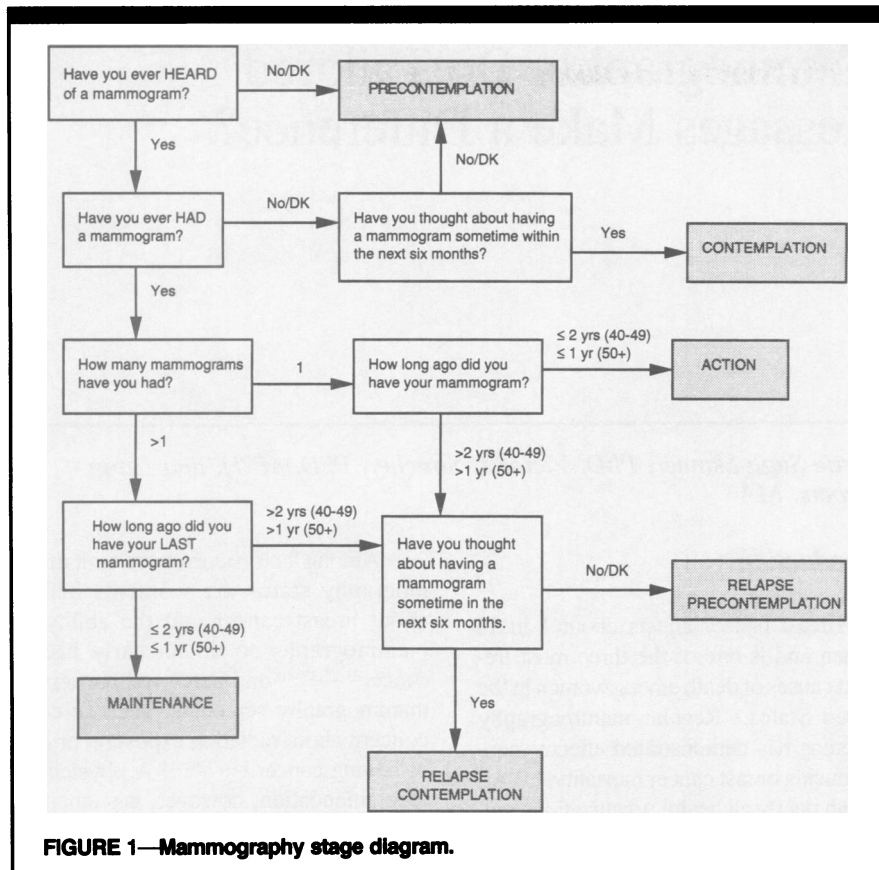 Have you ever HEARD
of a mammogram?
No/DK
PRECONTEMPLATION
Yes
No/DK
Have you ever HAD
a mammogram?
No/DK
Have you thought about having
a mammogram sometime within
the next six months?
Yes
CONTEMPLATION
Yes
How many mammograms
have you had?
1
How long ago did you
have your mammogram?
≤ 2 yrs (40-49)
≤ 1 yr (50+)
ACTION
>1
>2 yrs (40-49)
>1 yr (50+)
How long ago did you
have your LAST
mammogram?
>2 yrs (40-49)
>1 yr (50+)
Have you thought
about having a
mammogram
sometime in the
next six months.
No/DK
RELAPSE
PRECONTEMPLATION
≤ 2 yrs (40-49)
≤ 1 yr (50+)
MAINTENANCE
Yes
RELAPSE
CONTEMPLATION
FIGURE 1—Mammography stage diagram.